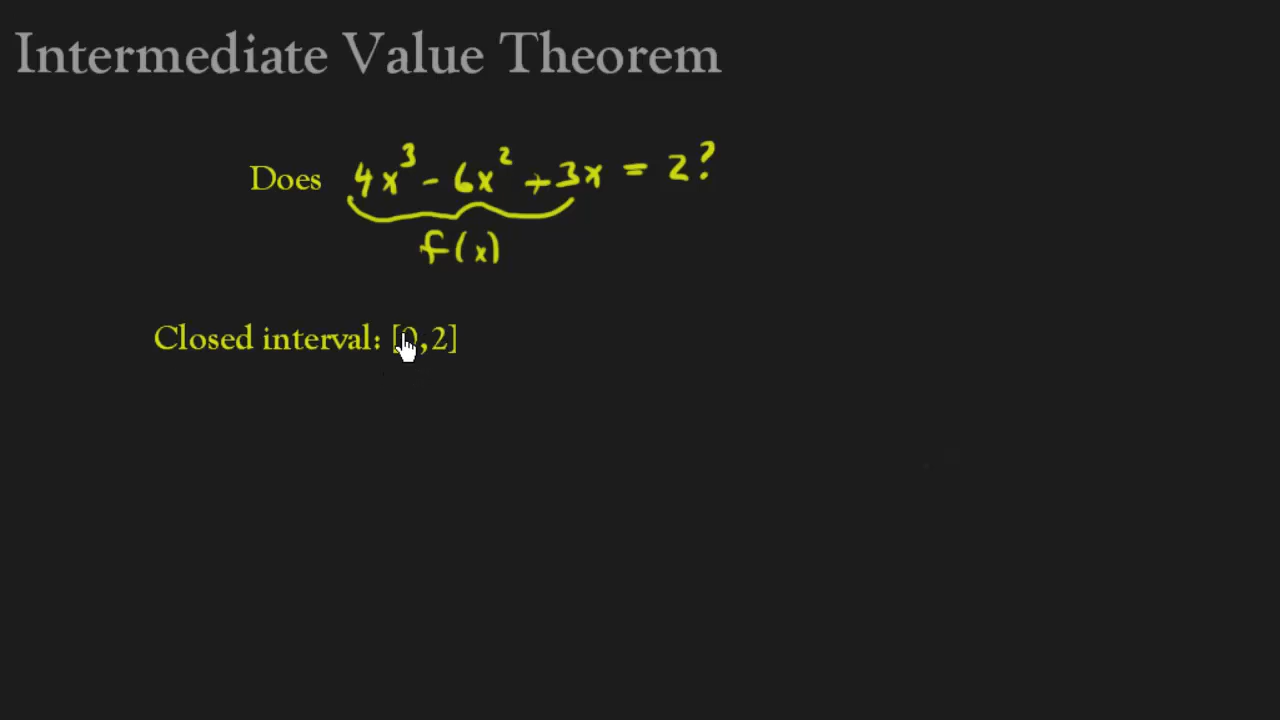 Intermediate Value Theorem
Does 4x³ - 6x² + 3x = 2?
f(x)
Closed interval: [0,2]